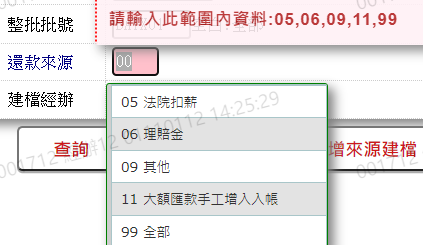 請輸入此範圍內資料:05,06,09,11,99
整批批號
還款來源 00
05 法院扣薪
06 理賠金
09 其他
11 大額匯款手工增入入帳
99 全部
建檔經辦
查詢
增來源建檔
14:25:29